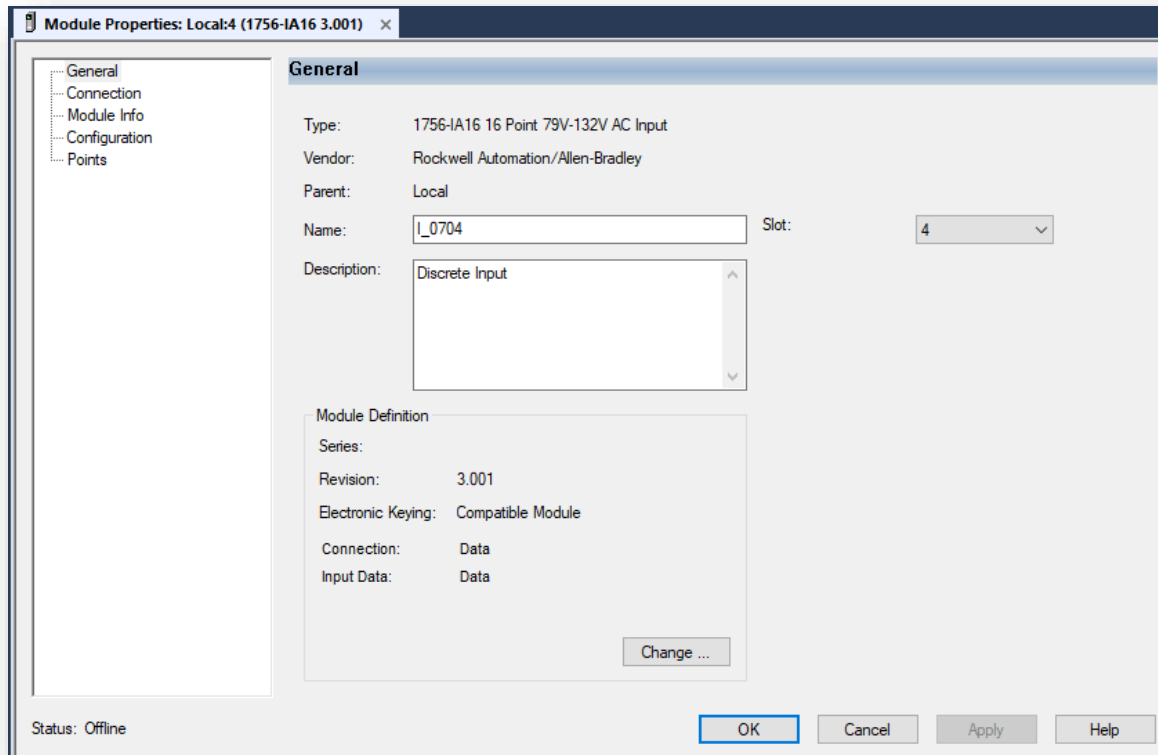 Module Properties: Local:4 (1756-IA16 3.001) ×
General
Connection
Module Info
Configuration
Points
General
Type: 1756-IA16 16 Point 79V-132V AC Input
Vendor: Rockwell Automation/Allen-Bradley
Parent: Local
Name: I_0704 Slot: 4
Description: Discrete Input
Module Definition
Series:
Revision: 3.001
Electronic Keying: Compatible Module
Connection: Data
Input Data: Data
Change ...
Status: Offline OK Cancel Apply Help